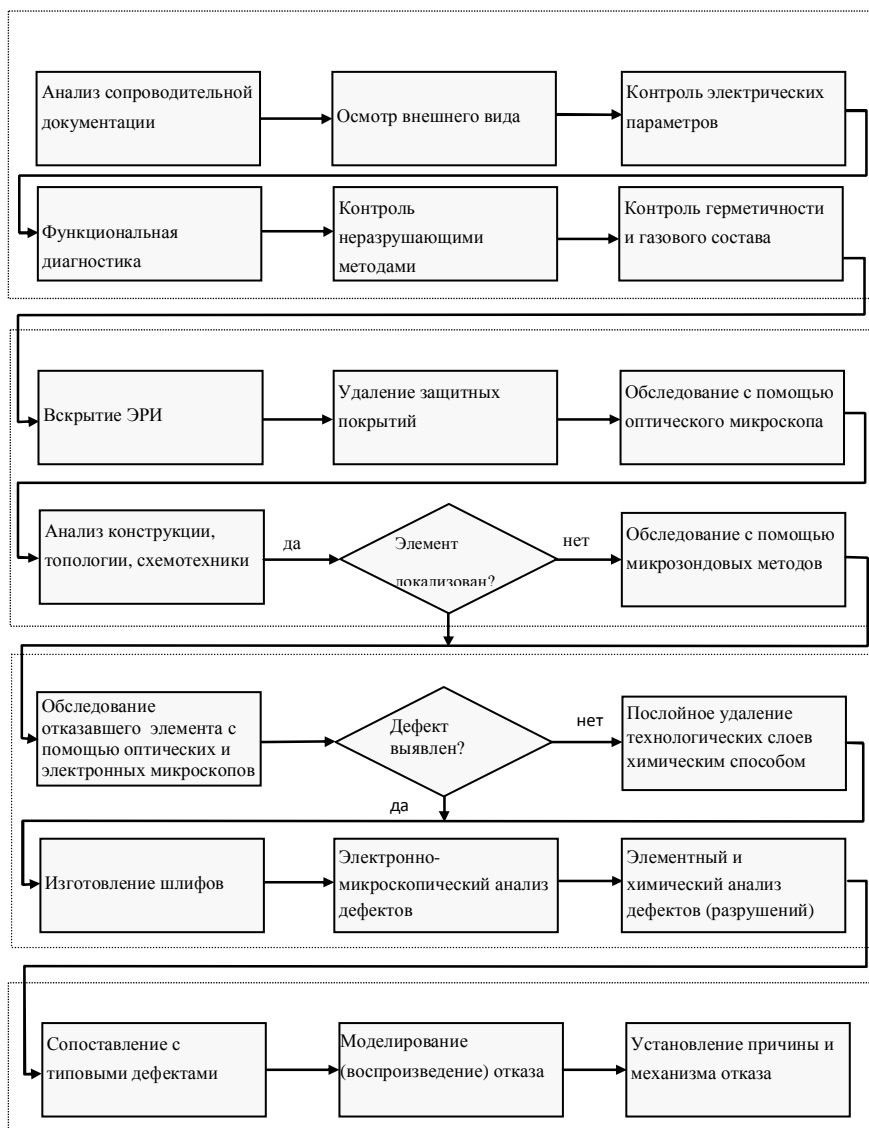 Анализ сопроводительной
документации
Осмотр внешнего вида
Контроль электрических
параметров
Функциональная
диагностика
Контроль
неразрушающими
методами
Контроль герметичности
и газового состава
Вскрытие ЭРИ
Удаление защитных
покрытий
Обследование с помощью
оптического микроскопа
Анализ конструкции,
топологии, схемотехники
да
Элемент
локализован?
нет
Обследование с помощью
микрозондовых методов
Обследование
отказавшего элемента с
помощью оптических и
электронных микроскопов
Дефект
выявлен?
нет
Послойное удаление
технологических слоев
химическим способом
да
Изготовление шлифов
Электронно-
микроскопический анализ
дефектов
Элементный и
химический анализ
дефектов (разрушений)
Сопоставление с
типовыми дефектами
Моделирование
(воспроизведение) отказа
Установление причины и
механизма отказа